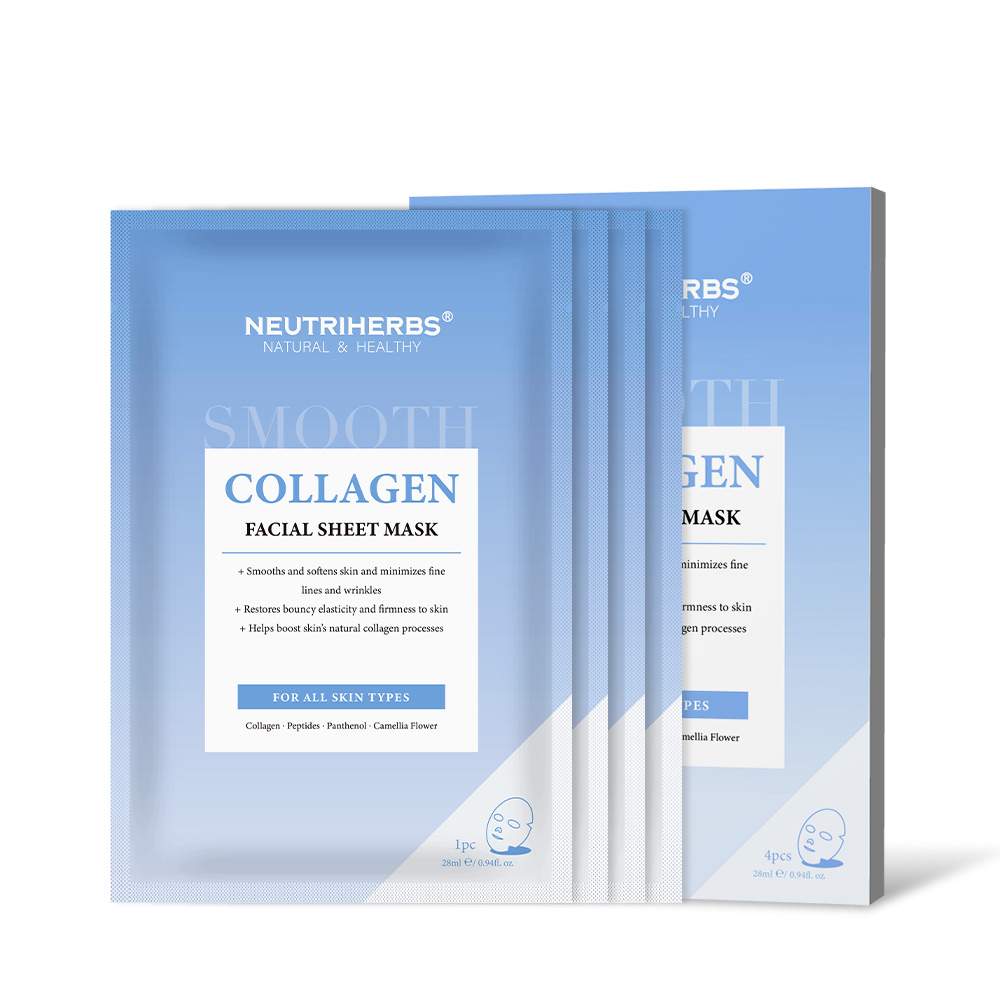 NEUTRIHERBS®
NATURAL & HEALTHY
SMOOTH
COLLAGEN
FACIAL SHEET MASK
+ Smooths and softens skin and minimizes fine
lines and wrinkles
+ Restores bouncy elasticity and firmness to skin
+ Helps boost skin's natural collagen processes
FOR ALL SKIN TYPES
Collagen · Peptides · Panthenol · Camellia Flower
1pc
28ml ℮/ 0.94fl. oz.
RBS®
LTHY
OTH
GEN
MASK
minimizes fine
rmness to skin
gen processes
PES
mellia Flower
4pcs
28ml ℮/ 0.94fl. oz.